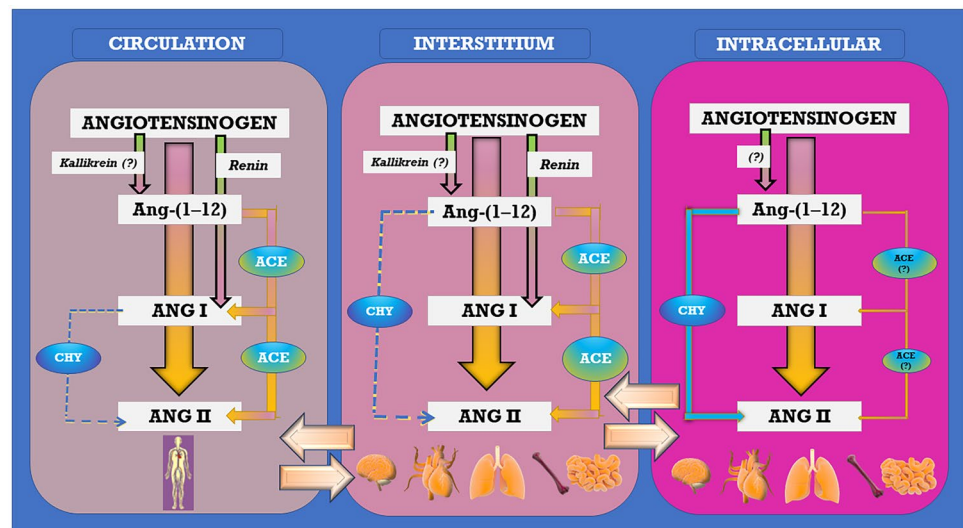 CIRCULATION
ANGIOTENSINOGEN
Kallikrein (?)
Renin
Ang-(1–12)
ACE
ANG I
CHY
ACE
ANG II
INTERSTITIUM
ANGIOTENSINOGEN
Kallikrein (?)
Renin
Ang-(1–12)
ACE
CHY
ANG I
ACE
ANG II
INTRACELLULAR
ANGIOTENSINOGEN
(?)
Ang-(1–12)
ACE
(?)
CHY
ANG I
ACE
(?)
ANG II